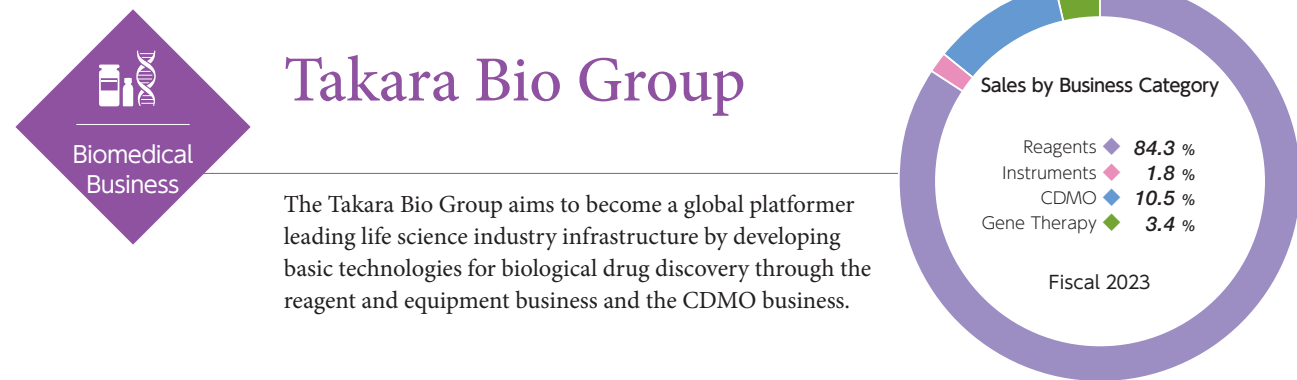 Biomedical
Business
Takara Bio Group
The Takara Bio Group aims to become a global platformer
leading life science industry infrastructure by developing
basic technologies for biological drug discovery through the
reagent and equipment business and the CDMO business.
Sales by Business Category
Reagents 84.3 %
Instruments 1.8 %
CDMO 10.5 %
Gene Therapy 3.4 %
Fiscal 2023